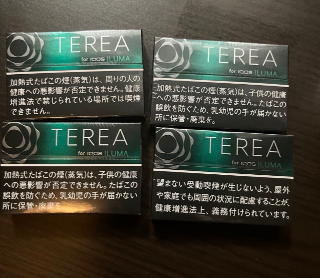 TEREA
for IQOS ILUMA
加熱式たばこの煙(蒸気)は、周りの人の
健康への悪影響が否定できません。健康
増進法で禁じられている場所では喫煙
できません。
TEREA
for IQOS ILUMA
加熱式たばこの煙(蒸気)は、子供の健康
への悪影響が否定できません。たばこの
誤飲を防ぐため、乳幼児の手が届かない
所に保管・廃棄を。
TEREA
for IQOS ILUMA
加熱式たばこの煙(蒸気)は、子供の健康
への悪影響が否定できません。たばこの
誤飲を防ぐため、乳幼児の手が届かない
所に保管・廃棄を。
TEREA
for IQOS ILUMA
望まない受動喫煙が生じないよう、屋外
や家庭でも周囲の状況に配慮することが、
健康増進法上、義務付けられています。